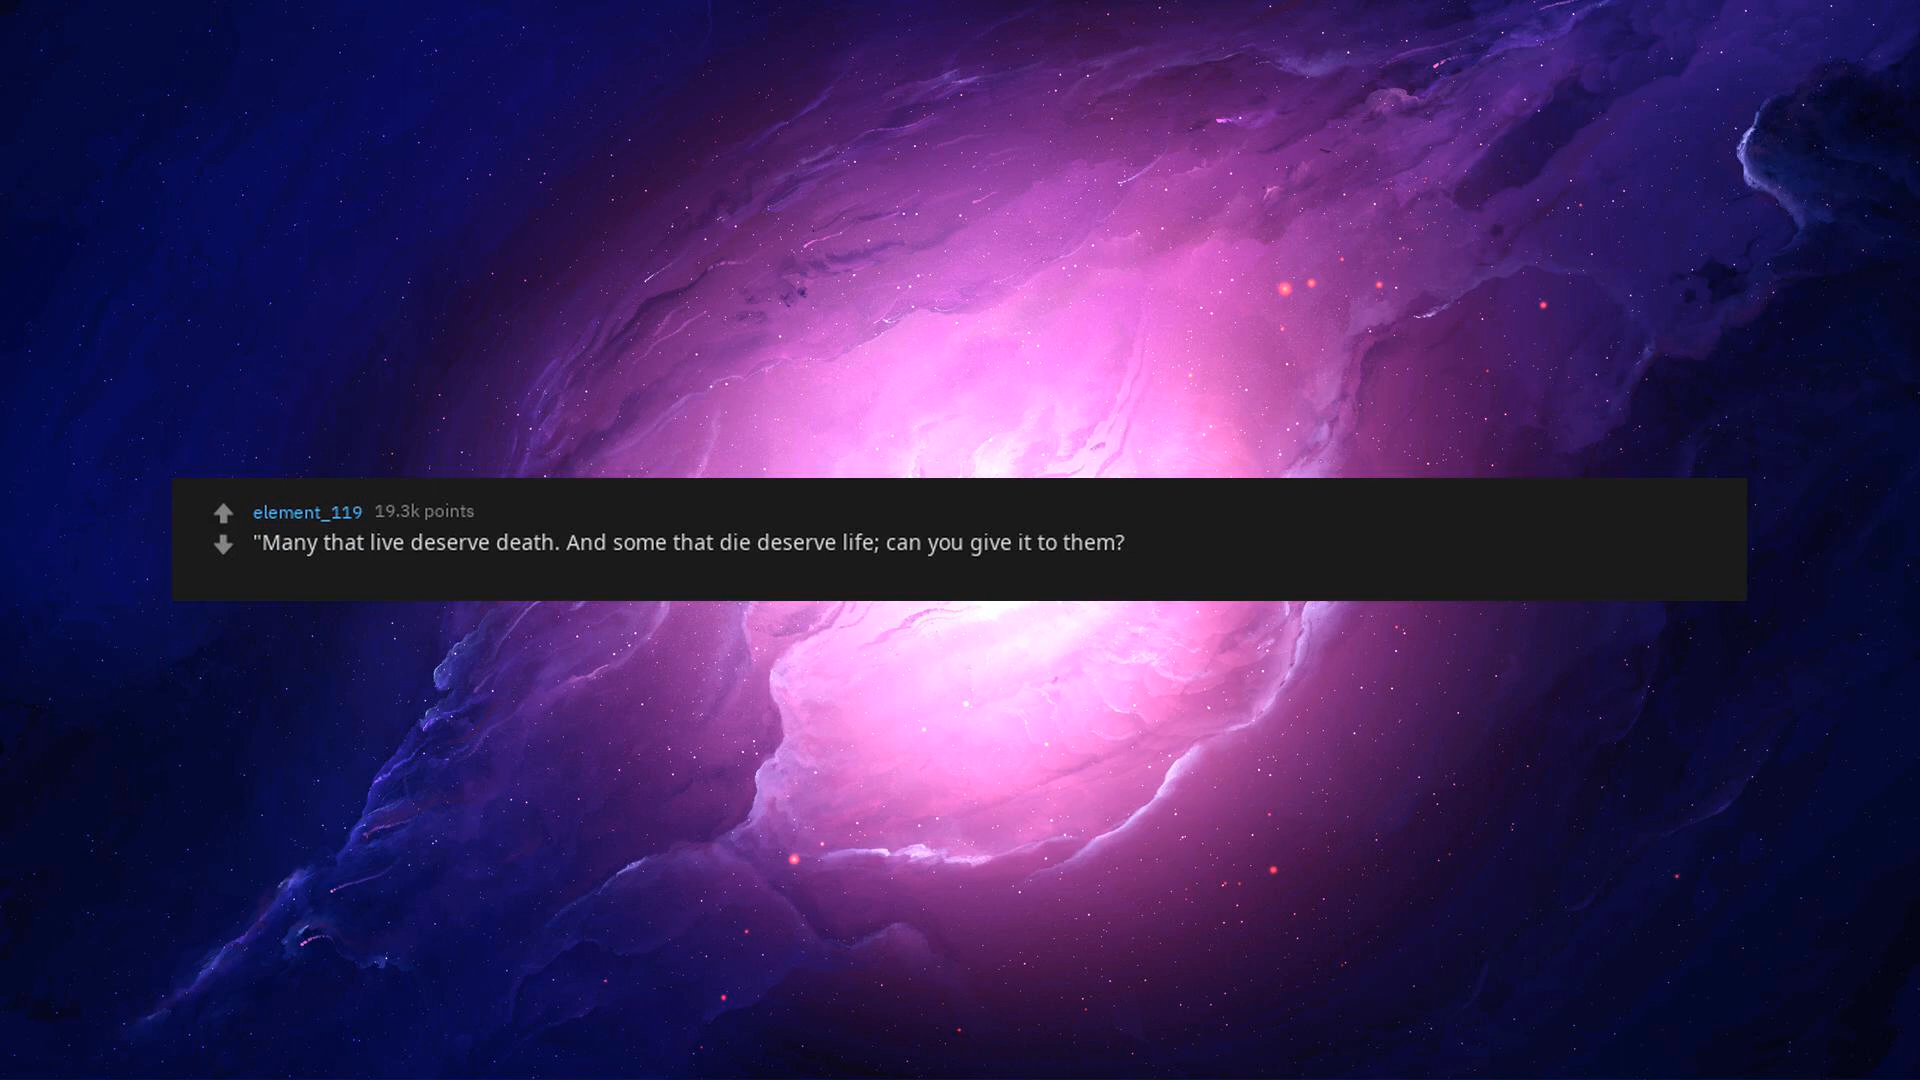 element_119 19.3k points
"Many that live deserve death. And some that die deserve life; can you give it to them?